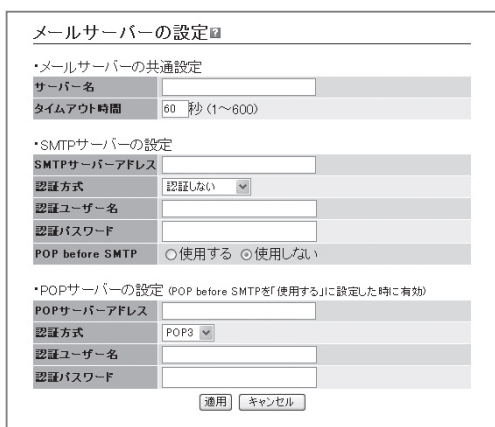 メールサーバーの設定?
・メールサーバーの共通設定
サーバー名
タイムアウト時間 60 秒(1～600)
・SMTPサーバーの設定
SMTPサーバーアドレス
認証方式 認証しない
認証ユーザー名
認証パスワード
POP before SMTP ○使用する ◉使用しない
・POPサーバーの設定 (POP before SMTPを「使用する」に設定した時に有効)
POPサーバーアドレス
認証方式 POP3
認証ユーザー名
認証パスワード
適用 キャンセル